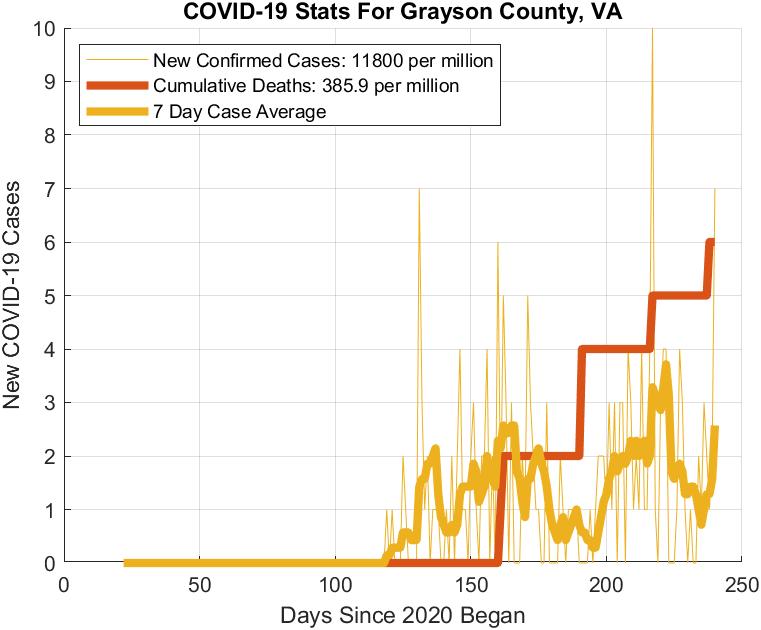 COVID-19 Stats For Grayson County, VA
New Confirmed Cases: 11800 per million
Cumulative Deaths: 385.9 per million
7 Day Case Average
New COVID-19 Cases
10
9
8
7
6
5
4
3
2
1
0
0 50 100 150 200 250
Days Since 2020 Began